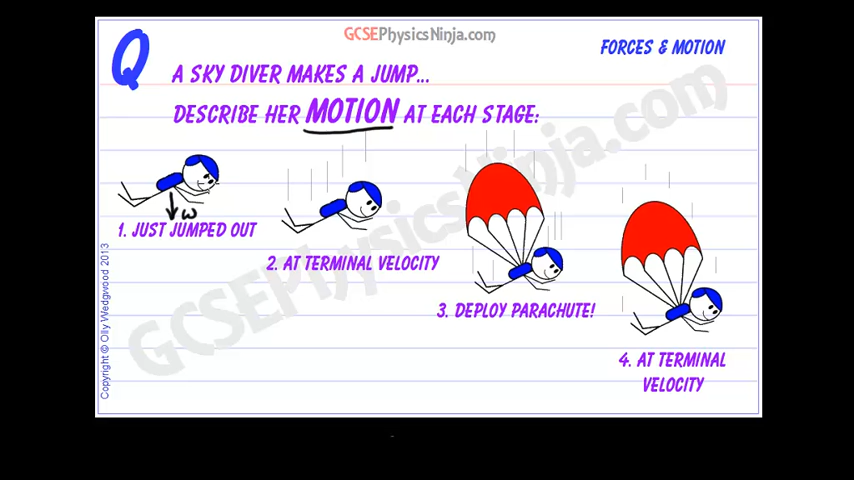 GCSEPhysicsNinja.com
FORCES & MOTION
Q
A SKY DIVER MAKES A JUMP...
DESCRIBE HER MOTION AT EACH STAGE:
W
1. JUST JUMPED OUT
2. AT TERMINAL VELOCITY
3. DEPLOY PARACHUTE!
4. AT TERMINAL
VELOCITY
Copyright © Olly Wedgwood 2013
GCSEPhysicsNinja.com